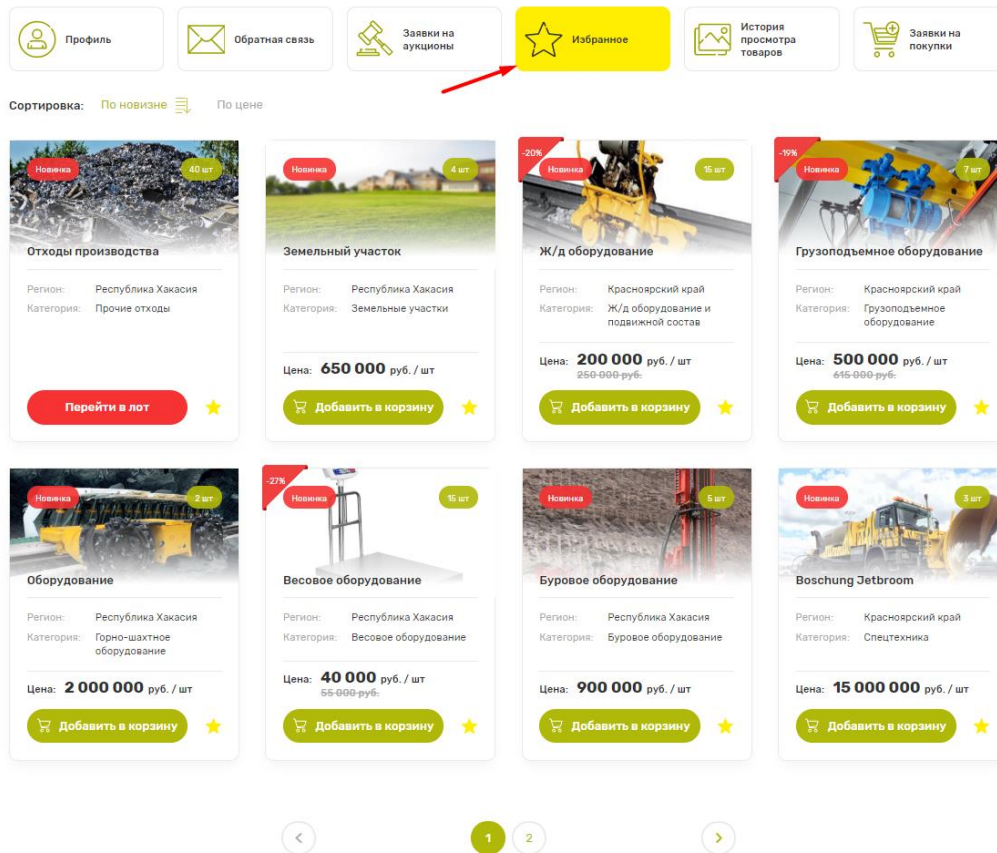 Профиль
Обратная связь
Заявки на
аукционы
Избранное
История
просмотра
товаров
Заявки на
покупки
Сортировка: По новизне По цене
Новинка 40 шт
Отходы производства
Регион: Республика Хакасия
Категория: Прочие отходы
Перейти в лот
Новинка 4 шт
Земельный участок
Регион: Республика Хакасия
Категория: Земельные участки
Цена: 650 000 руб. / шт
Добавить в корзину
-20%
Новинка 15 шт
Ж/д оборудование
Регион: Красноярский край
Категория: Ж/д оборудование и
подвижной состав
Цена: 200 000 руб. / шт
250 000 руб.
Добавить в корзину
-19%
Новинка 7 шт
Грузоподъемное оборудование
Регион: Красноярский край
Категория: Грузоподъемное
оборудование
Цена: 500 000 руб. / шт
615 000 руб.
Добавить в корзину
Новинка 2 шт
Оборудование
Регион: Республика Хакасия
Категория: Горно-шахтное
оборудование
Цена: 2 000 000 руб. / шт
Добавить в корзину
-27%
Новинка 15 шт
Весовое оборудование
Регион: Республика Хакасия
Категория: Весовое оборудование
Цена: 40 000 руб. / шт
55 000 руб.
Добавить в корзину
Новинка 5 шт
Буровое оборудование
Регион: Республика Хакасия
Категория: Буровое оборудование
Цена: 900 000 руб. / шт
Добавить в корзину
Новинка 3 шт
Boschung Jetbroom
Регион: Красноярский край
Категория: Спецтехника
Цена: 15 000 000 руб. / шт
Добавить в корзину
1 2